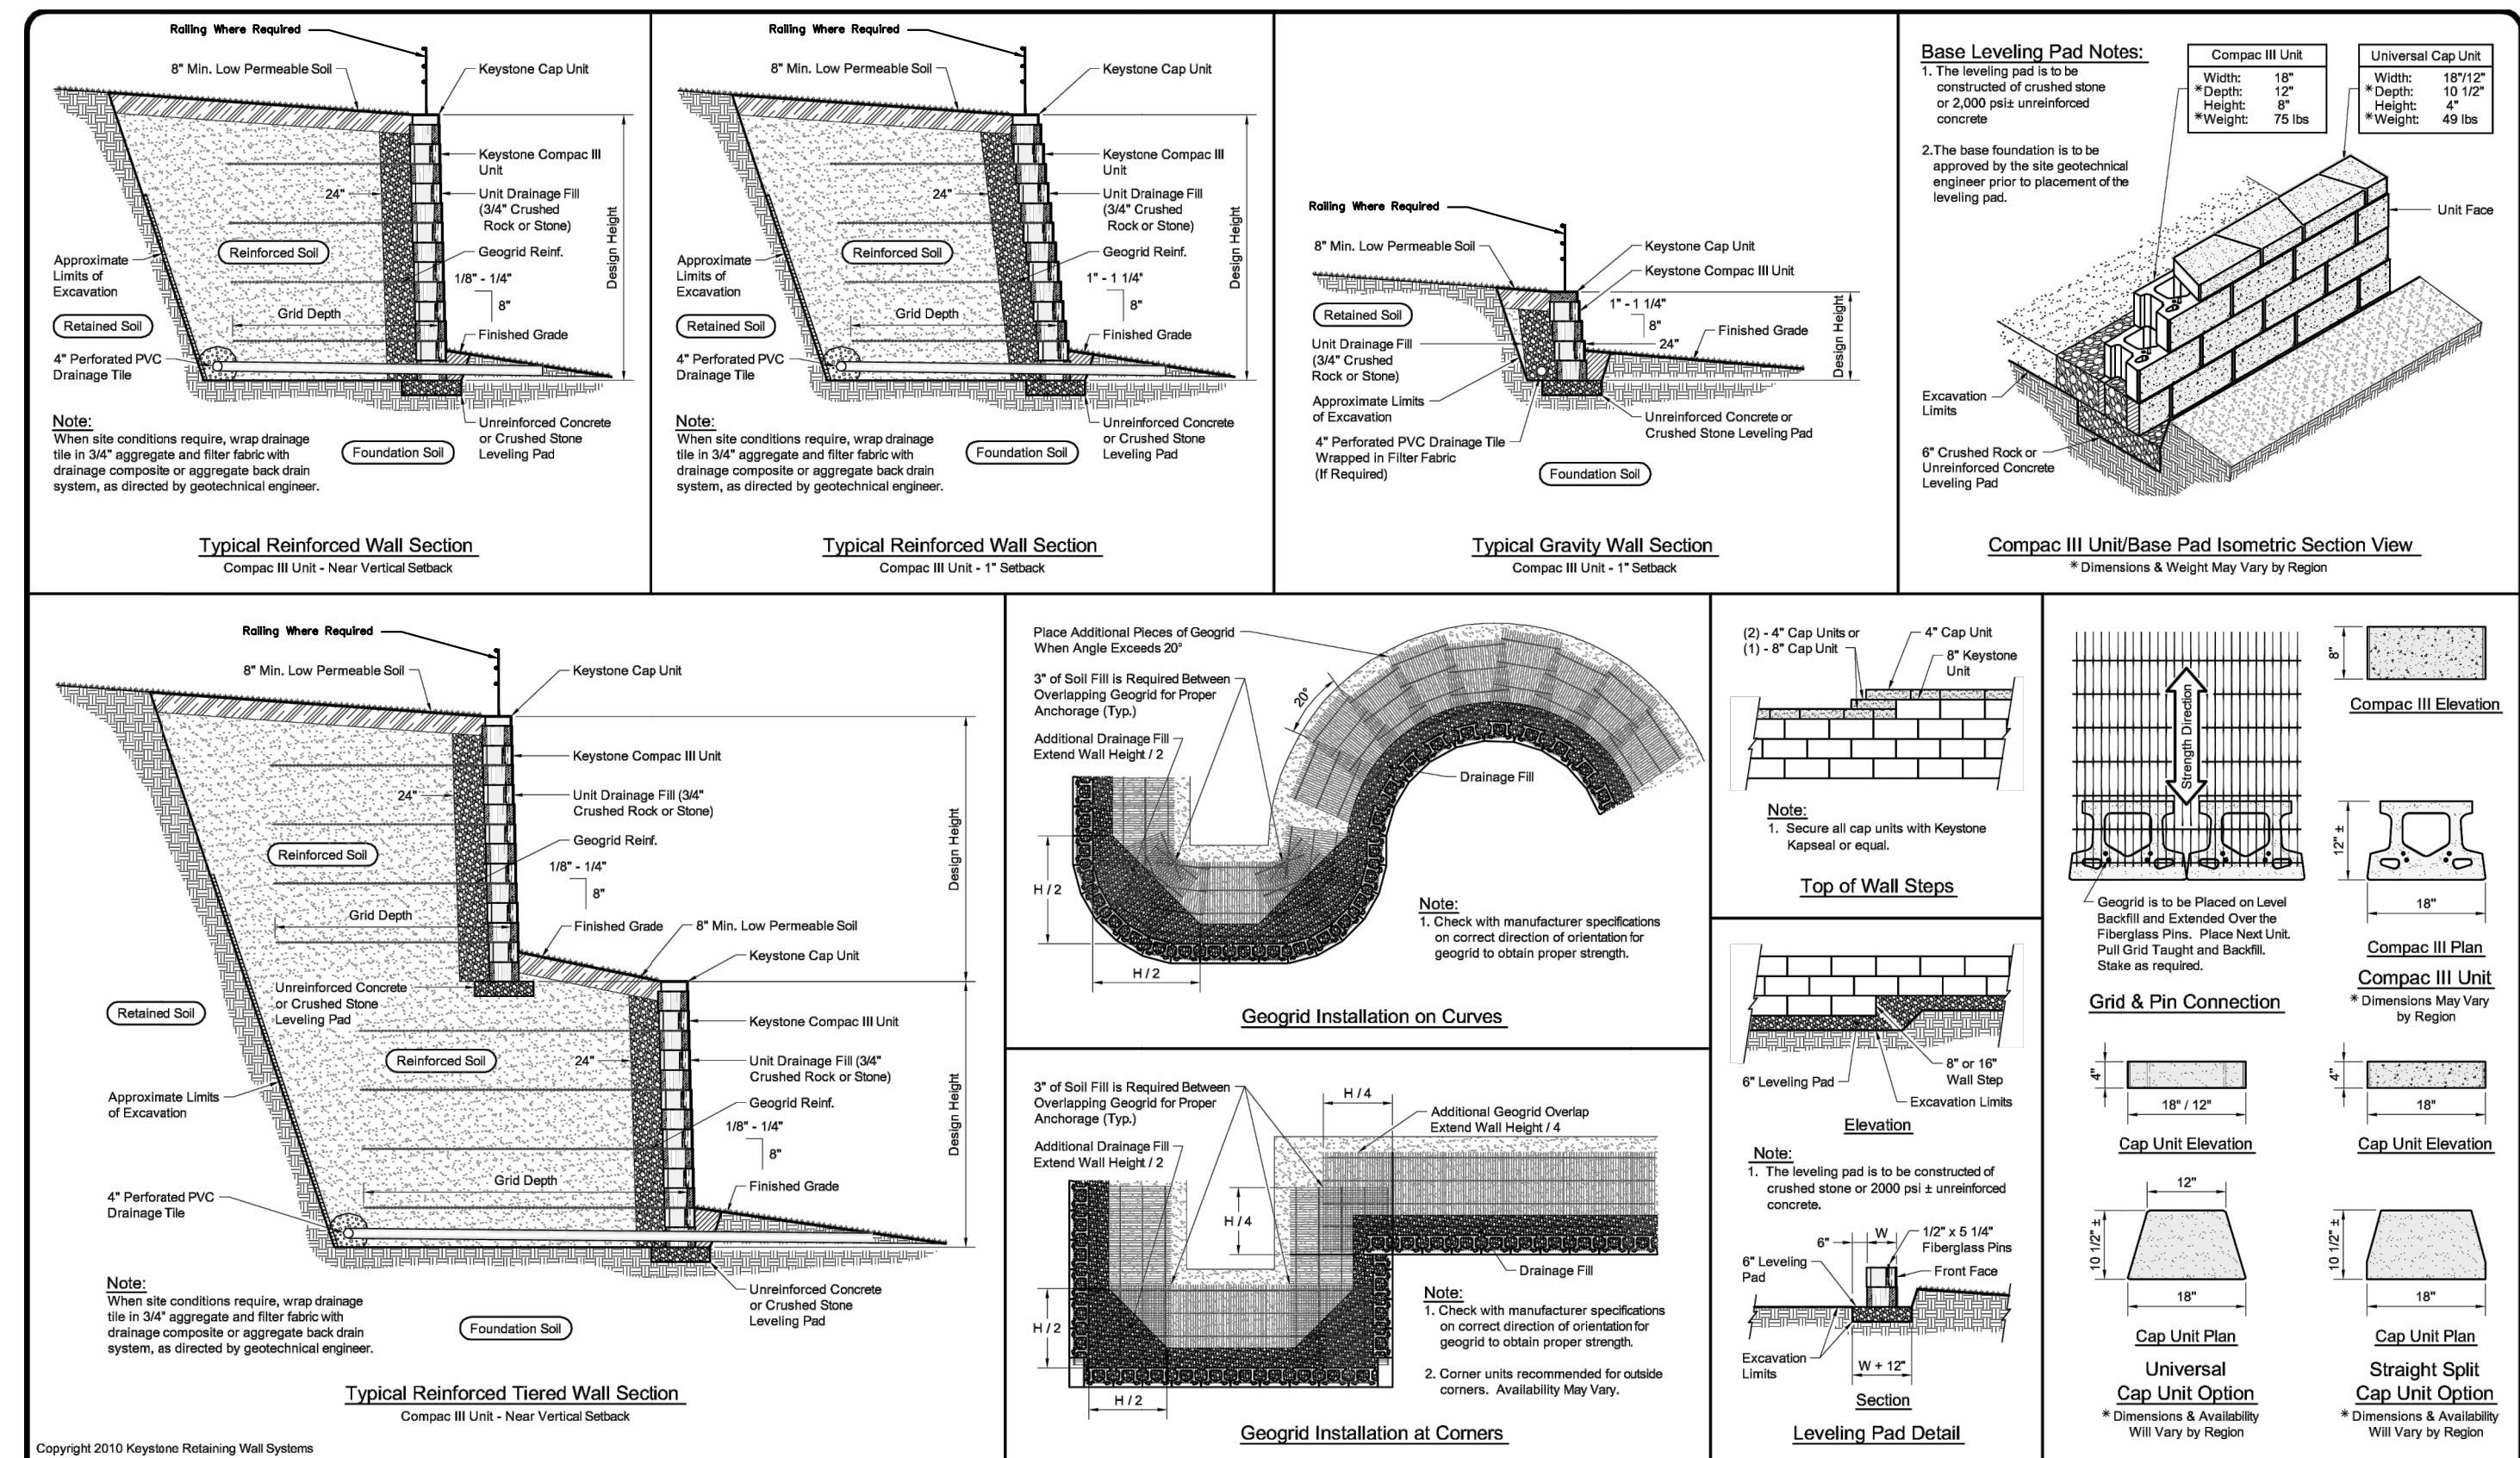 Railing Where Required
8" Min. Low Permeable Soil
Keystone Cap Unit
Keystone Compac III
Unit
24"
Unit Drainage Fill
(3/4" Crushed
Rock or Stone)
Reinforced Soil
Geogrid Reinf.
Approximate
Limits of
Excavation
1/8" - 1/4"
8"
Design Height
Grid Depth
Retained Soil
Finished Grade
4" Perforated PVC
Drainage Tile
Note:
When site conditions require, wrap drainage
tile in 3/4" aggregate and filter fabric with
drainage composite or aggregate back drain
system, as directed by geotechnical engineer.
Foundation Soil
Unreinforced Concrete
or Crushed Stone
Leveling Pad
Typical Reinforced Wall Section
Compac III Unit - Near Vertical Setback
Railing Where Required
8" Min. Low Permeable Soil
Keystone Cap Unit
Keystone Compac III
Unit
24"
Unit Drainage Fill
(3/4" Crushed
Rock or Stone)
Reinforced Soil
Geogrid Reinf.
Approximate
Limits of
Excavation
1" - 1 1/4"
8"
Design Height
Grid Depth
Retained Soil
Finished Grade
4" Perforated PVC
Drainage Tile
Note:
When site conditions require, wrap drainage
tile in 3/4" aggregate and filter fabric with
drainage composite or aggregate back drain
system, as directed by geotechnical engineer.
Foundation Soil
Unreinforced Concrete
or Crushed Stone
Leveling Pad
Typical Reinforced Wall Section
Compac III Unit - 1" Setback
Railing Where Required
8" Min. Low Permeable Soil
Keystone Cap Unit
Keystone Compac III Unit
1" - 1 1/4"
8"
Retained Soil
Finished Grade
24"
Design Height
Unit Drainage Fill
(3/4" Crushed
Rock or Stone)
Approximate Limits
of Excavation
Unreinforced Concrete or
Crushed Stone Leveling Pad
4" Perforated PVC Drainage Tile
Wrapped in Filter Fabric
(If Required)
Foundation Soil
Typical Gravity Wall Section
Compac III Unit - 1" Setback
Base Leveling Pad Notes:
1. The leveling pad is to be
constructed of crushed stone
or 2,000 psi± unreinforced
concrete
2.The base foundation is to be
approved by the site geotechnical
engineer prior to placement of the
leveling pad.
Compac III Unit
Width: 18"
*Depth: 12"
Height: 8"
*Weight: 75 lbs
Universal Cap Unit
Width: 18"/12"
*Depth: 10 1/2"
Height: 4"
*Weight: 49 lbs
Unit Face
Excavation
Limits
6" Crushed Rock or
Unreinforced Concrete
Leveling Pad
Compac III Unit/Base Pad Isometric Section View
* Dimensions & Weight May Vary by Region
Railing Where Required
8" Min. Low Permeable Soil
Keystone Cap Unit
Keystone Compac III Unit
24"
Unit Drainage Fill (3/4"
Crushed Rock or Stone)
Geogrid Reinf.
Reinforced Soil
1/8" - 1/4"
8"
Design Height
Grid Depth
Finished Grade
8" Min. Low Permeable Soil
Keystone Cap Unit
Unreinforced Concrete
or Crushed Stone
Leveling Pad
Retained Soil
Keystone Compac III Unit
Reinforced Soil
24"
Unit Drainage Fill (3/4"
Crushed Rock or Stone)
Approximate Limits
of Excavation
Geogrid Reinf.
1/8" - 1/4"
8"
Design Height
Grid Depth
Finished Grade
4" Perforated PVC
Drainage Tile
Note:
When site conditions require, wrap drainage
tile in 3/4" aggregate and filter fabric with
drainage composite or aggregate back drain
system, as directed by geotechnical engineer.
Foundation Soil
Unreinforced Concrete
or Crushed Stone
Leveling Pad
Typical Reinforced Tiered Wall Section
Compac III Unit - Near Vertical Setback
Copyright 2010 Keystone Retaining Wall Systems
Place Additional Pieces of Geogrid
When Angle Exceeds 20°
3" of Soil Fill is Required Between
Overlapping Geogrid for Proper
Anchorage (Typ.)
20°
Additional Drainage Fill
Extend Wall Height / 2
Drainage Fill
H / 2
H / 2
Note:
1. Check with manufacturer specifications
on correct direction of orientation for
geogrid to obtain proper strength.
Geogrid Installation on Curves
3" of Soil Fill is Required Between
Overlapping Geogrid for Proper
Anchorage (Typ.)
H / 4
Additional Geogrid Overlap
Extend Wall Height / 4
Additional Drainage Fill
Extend Wall Height / 2
H / 4
Drainage Fill
H / 2
H / 2
Note:
1. Check with manufacturer specifications
on correct direction of orientation for
geogrid to obtain proper strength.
2. Corner units recommended for outside
corners. Availability May Vary.
Geogrid Installation at Corners
(2) - 4" Cap Units or
(1) - 8" Cap Unit
4" Cap Unit
8" Keystone
Unit
Note:
1. Secure all cap units with Keystone
Kapseal or equal.
Top of Wall Steps
8" or 16"
Wall Step
6" Leveling Pad
Excavation Limits
Elevation
Note:
1. The leveling pad is to be constructed of
crushed stone or 2000 psi ± unreinforced
concrete.
6"
W
1/2" x 5 1/4"
Fiberglass Pins
6" Leveling
Pad
Front Face
Excavation
Limits
W + 12"
Section
Leveling Pad Detail
Strength Direction
Geogrid is to be Placed on Level
Backfill and Extended Over the
Fiberglass Pins. Place Next Unit.
Pull Grid Taught and Backfill.
Stake as required.
Grid & Pin Connection
8"
Compac III Elevation
12" ±
18"
Compac III Plan
Compac III Unit
* Dimensions May Vary
by Region
4"
18" / 12"
Cap Unit Elevation
12"
10 1/2" ±
18"
Cap Unit Plan
Universal
Cap Unit Option
* Dimensions & Availability
Will Vary by Region
4"
18"
Cap Unit Elevation
10 1/2" ±
18"
Cap Unit Plan
Straight Split
Cap Unit Option
* Dimensions & Availability
Will Vary by Region